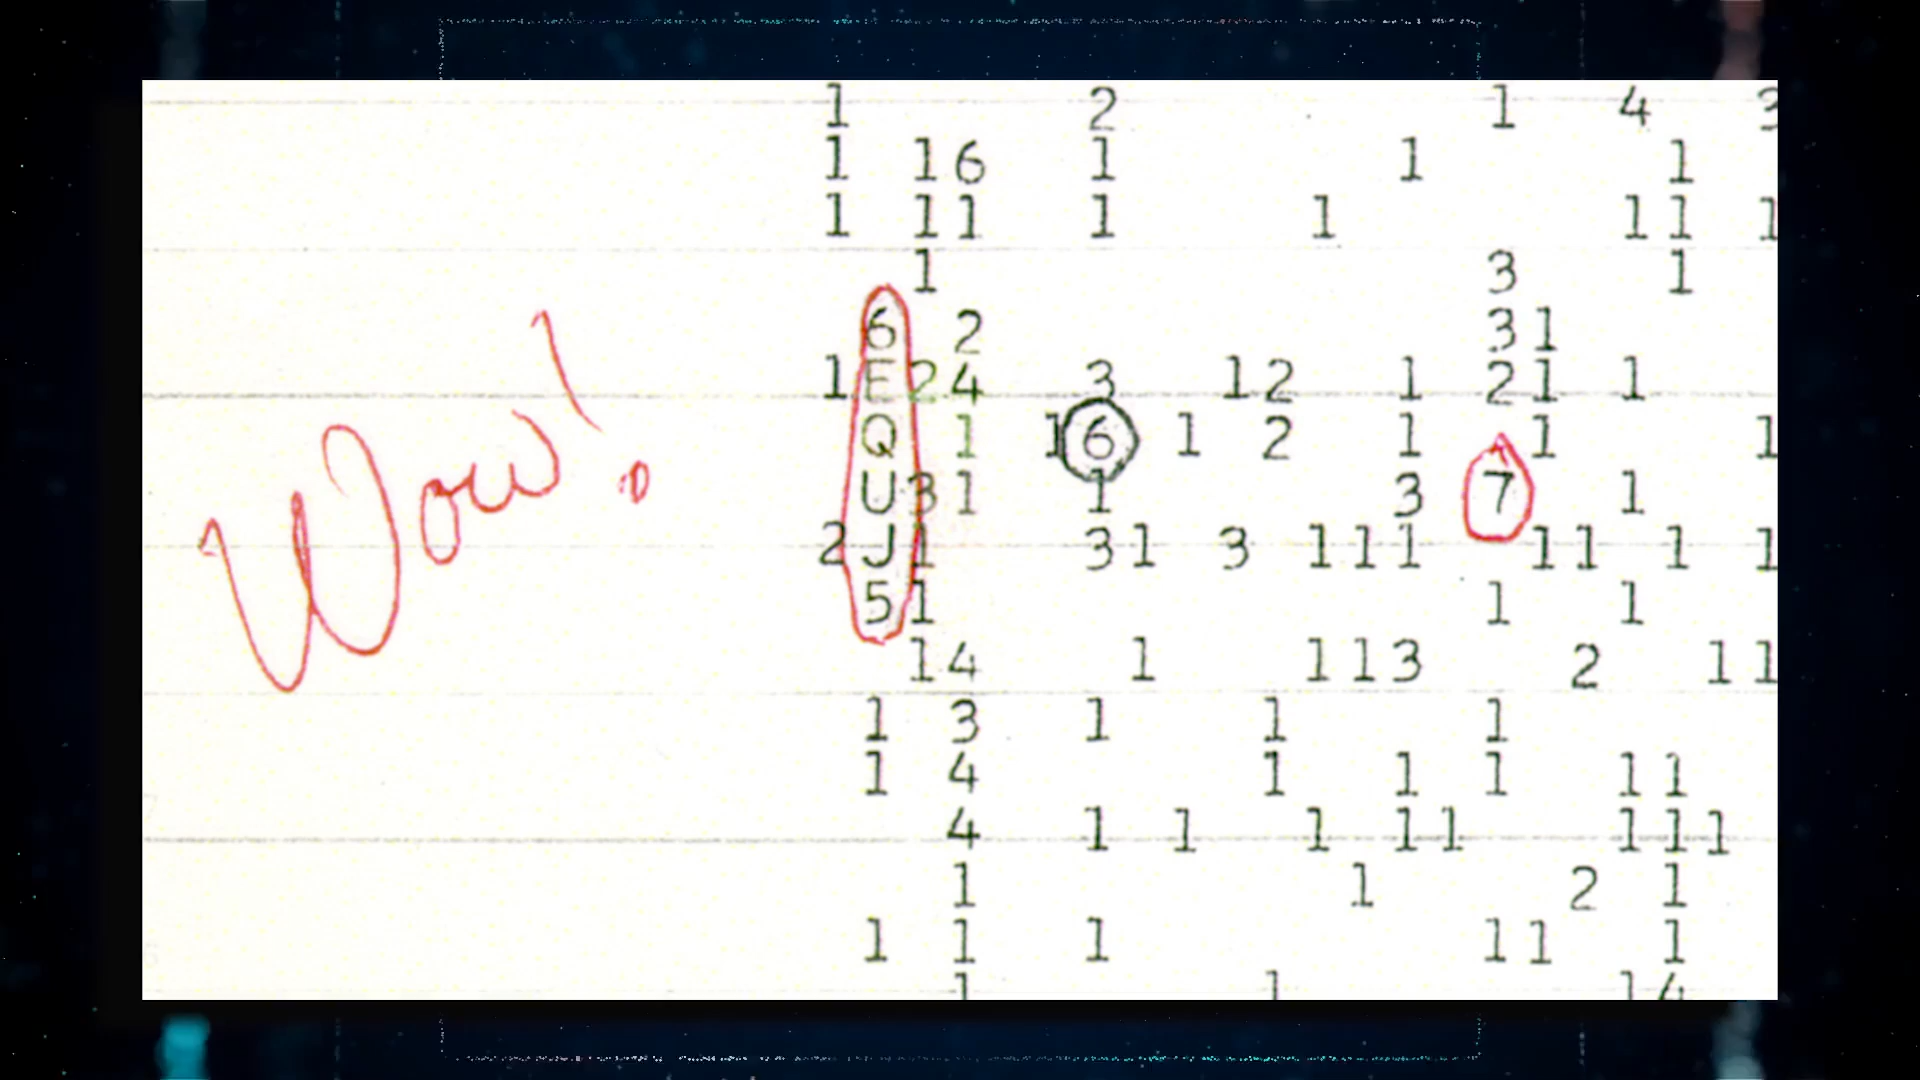 1 2 1 4 3
1 16 1 1 1
1 11 1 1 11 1
1 3 1
6 2 31
1E24 3 12 1 21 1
Wow!
Q 1 16 1 2 1 1 1
U31 1 3 7 1
2J1 31 3 111 11 1 1
51 1 1
14 1 113 2 11
1 3 1 1 1
1 4 1 1 1 11
4 1 1 1 11 111
1 1 2 1
1 1 1 11 1
1 1 14